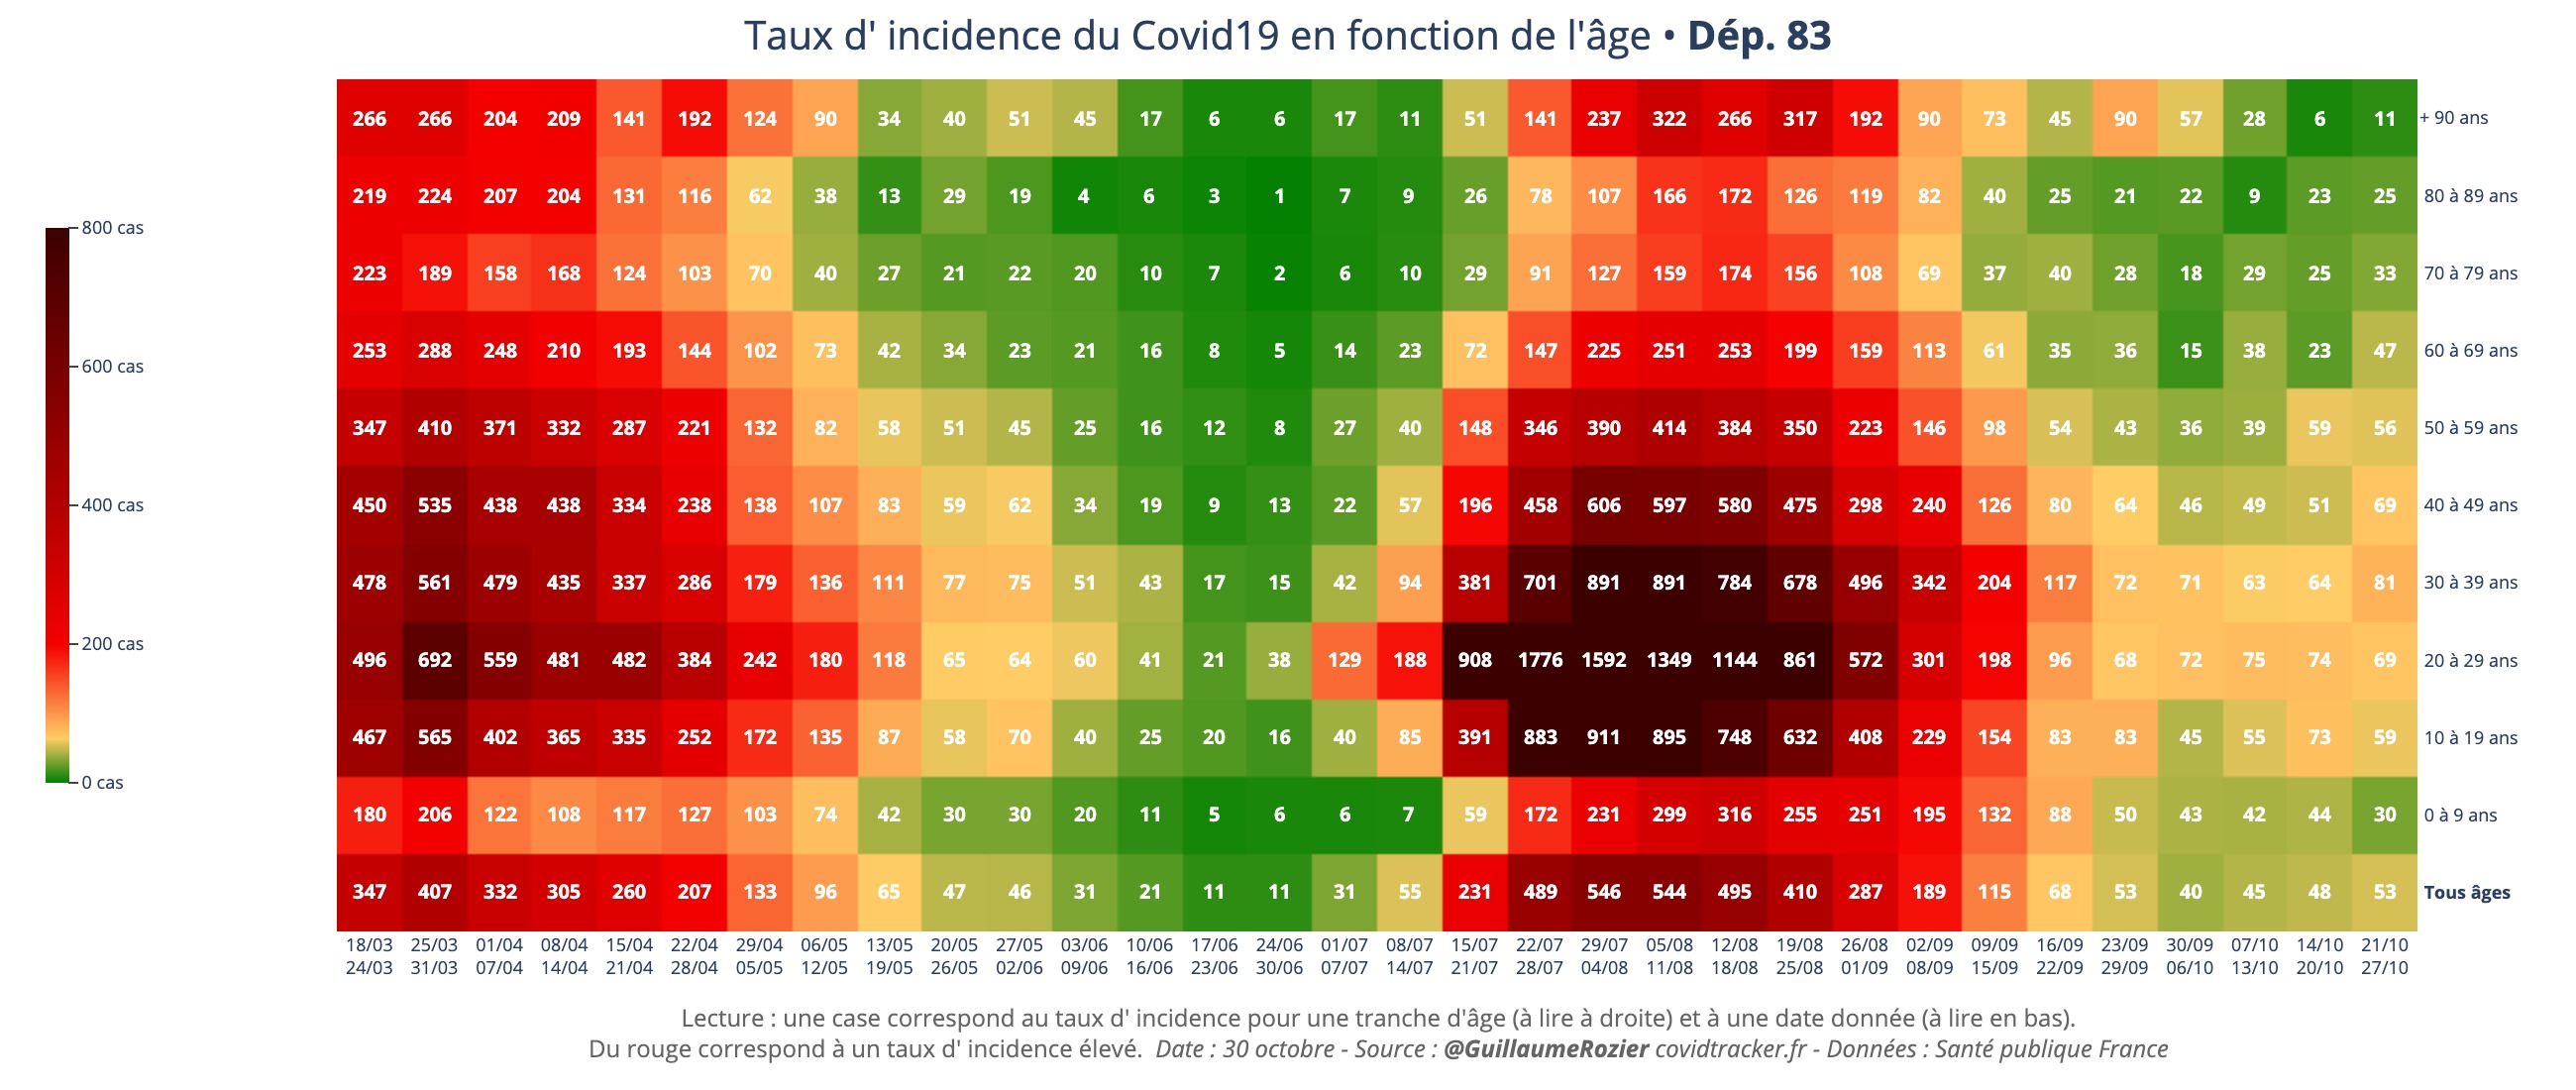 Taux d' incidence du Covid19 en fonction de l'âge • Dép. 83
800 cas
600 cas
400 cas
200 cas
0 cas
266 266 204 209 141 192 124 90 34 40 51 45 17 6 6 17 11 51 141 237 322 266 317 192 90 73 45 90 57 28 6 11 + 90 ans
219 224 207 204 131 116 62 38 13 29 19 4 6 3 1 7 9 26 78 107 166 172 126 119 82 40 25 21 22 9 23 25 80 à 89 ans
223 189 158 168 124 103 70 40 27 21 22 20 10 7 2 6 10 29 91 127 159 174 156 108 69 37 40 28 18 29 25 33 70 à 79 ans
253 288 248 210 193 144 102 73 42 34 23 21 16 8 5 14 23 72 147 225 251 253 199 159 113 61 35 36 15 38 23 47 60 à 69 ans
347 410 371 332 287 221 132 82 58 51 45 25 16 12 8 27 40 148 346 390 414 384 350 223 146 98 54 43 36 39 59 56 50 à 59 ans
450 535 438 438 334 238 138 107 83 59 62 34 19 9 13 22 57 196 458 606 597 580 475 298 240 126 80 64 46 49 51 69 40 à 49 ans
478 561 479 435 337 286 179 136 111 77 75 51 43 17 15 42 94 381 701 891 891 784 678 496 342 204 117 72 71 63 64 81 30 à 39 ans
496 692 559 481 482 384 242 180 118 65 64 60 41 21 38 129 188 908 1776 1592 1349 1144 861 572 301 198 96 68 72 75 74 69 20 à 29 ans
467 565 402 365 335 252 172 135 87 58 70 40 25 20 16 40 85 391 883 911 895 748 632 408 229 154 83 83 45 55 73 59 10 à 19 ans
180 206 122 108 117 127 103 74 42 30 30 20 11 5 6 6 7 59 172 231 299 316 255 251 195 132 88 50 43 42 44 30 0 à 9 ans
347 407 332 305 260 207 133 96 65 47 46 31 21 11 11 31 55 231 489 546 544 495 410 287 189 115 68 53 40 45 48 53 Tous âges
18/03 25/03 01/04 08/04 15/04 22/04 29/04 06/05 13/05 20/05 27/05 03/06 10/06 17/06 24/06 01/07 08/07 15/07 22/07 29/07 05/08 12/08 19/08 26/08 02/09 09/09 16/09 23/09 30/09 07/10 14/10 21/10
24/03 31/03 07/04 14/04 21/04 28/04 05/05 12/05 19/05 26/05 02/06 09/06 16/06 23/06 30/06 07/07 14/07 21/07 28/07 04/08 11/08 18/08 25/08 01/09 08/09 15/09 22/09 29/09 06/10 13/10 20/10 27/10
Lecture : une case correspond au taux d' incidence pour une tranche d'âge (à lire à droite) et à une date donnée (à lire en bas).
Du rouge correspond à un taux d' incidence élevé. Date : 30 octobre - Source : @GuillaumeRozier covidtracker.fr - Données : Santé publique France